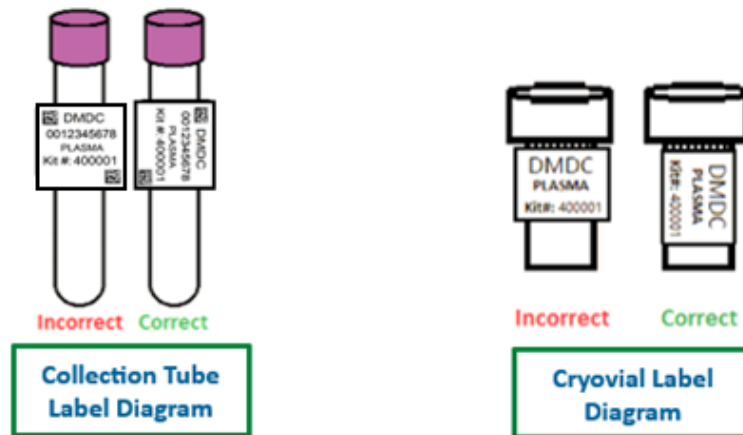 DMDC
0012345678
PLASMA
Kit #: 400001
DMDC
0012345678
PLASMA
Kit #: 400001
Incorrect Correct
Collection Tube
Label Diagram
DMDC
PLASMA
Kit#: 400001
DMDC
PLASMA
Kit#: 400001
Incorrect Correct
Cryovial Label
Diagram